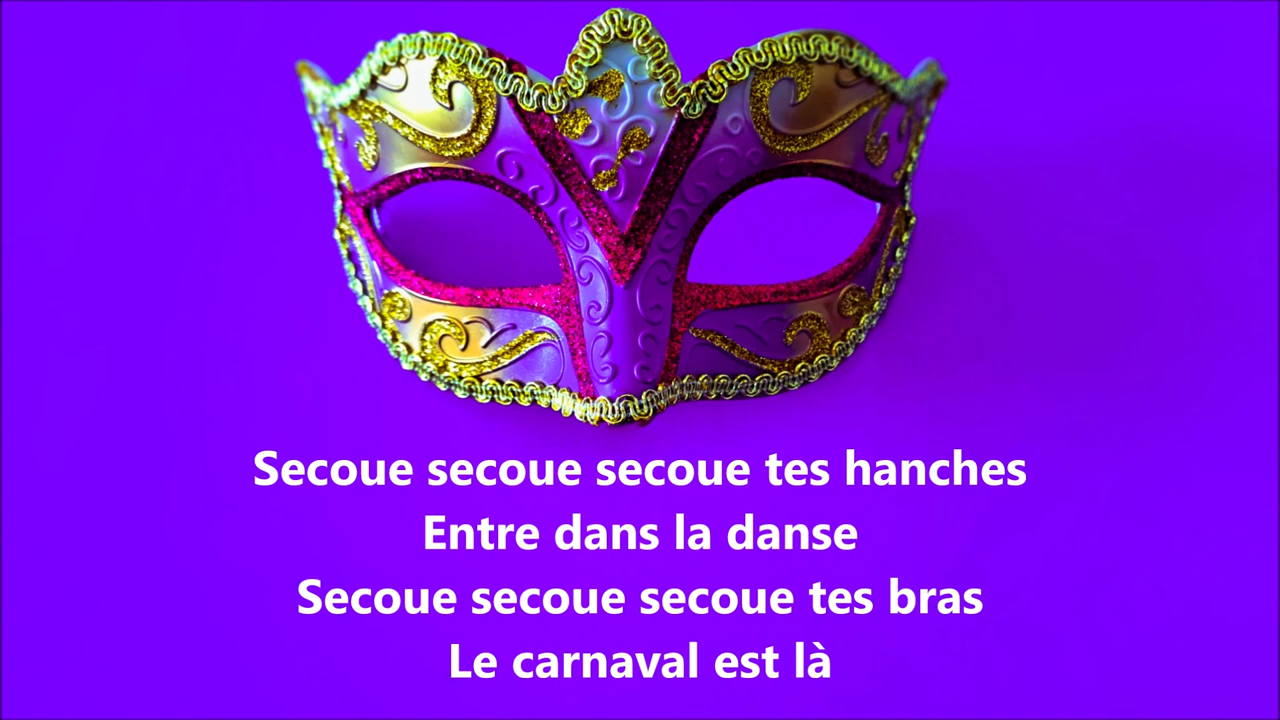 Secoue secoue secoue tes hanches
Entre dans la danse
Secoue secoue secoue tes bras
Le carnaval est là